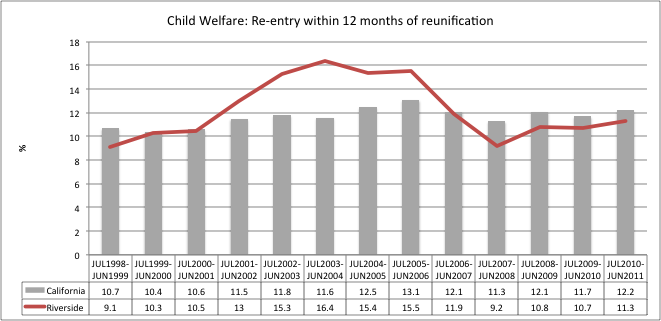 Child Welfare: Re-entry within 12 months of reunification
18
16
14
12
10
8
6
4
2
0
%
JUL1998- JUL1999- JUL2000- JUL2001- JUL2002- JUL2003- JUL2004- JUL2005- JUL2006- JUL2007- JUL2008- JUL2009- JUL2010-
JUN1999 JUN2000 JUN2001 JUN2002 JUN2003 JUN2004 JUN2005 JUN2006 JUN2007 JUN2008 JUN2009 JUN2010 JUN2011
California 10.7 10.4 10.6 11.5 11.8 11.6 12.5 13.1 12.1 11.3 12.1 11.7 12.2
Riverside 9.1 10.3 10.5 13 15.3 16.4 15.4 15.5 11.9 9.2 10.8 10.7 11.3